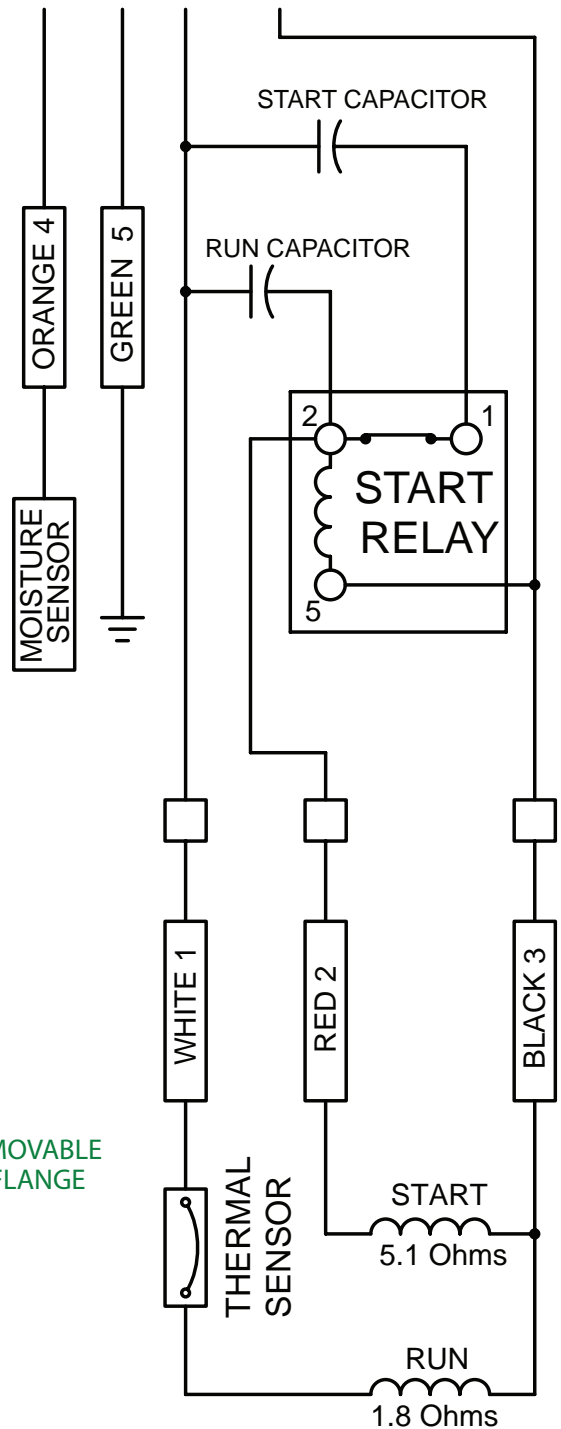 START CAPACITOR
ORANGE 4
GREEN 5
RUN CAPACITOR
2
1
START
RELAY
5
MOISTURE
SENSOR
WHITE 1
RED 2
BLACK 3
MOVABLE
FLANGE
THERMAL
SENSOR
START
5.1 Ohms
RUN
1.8 Ohms